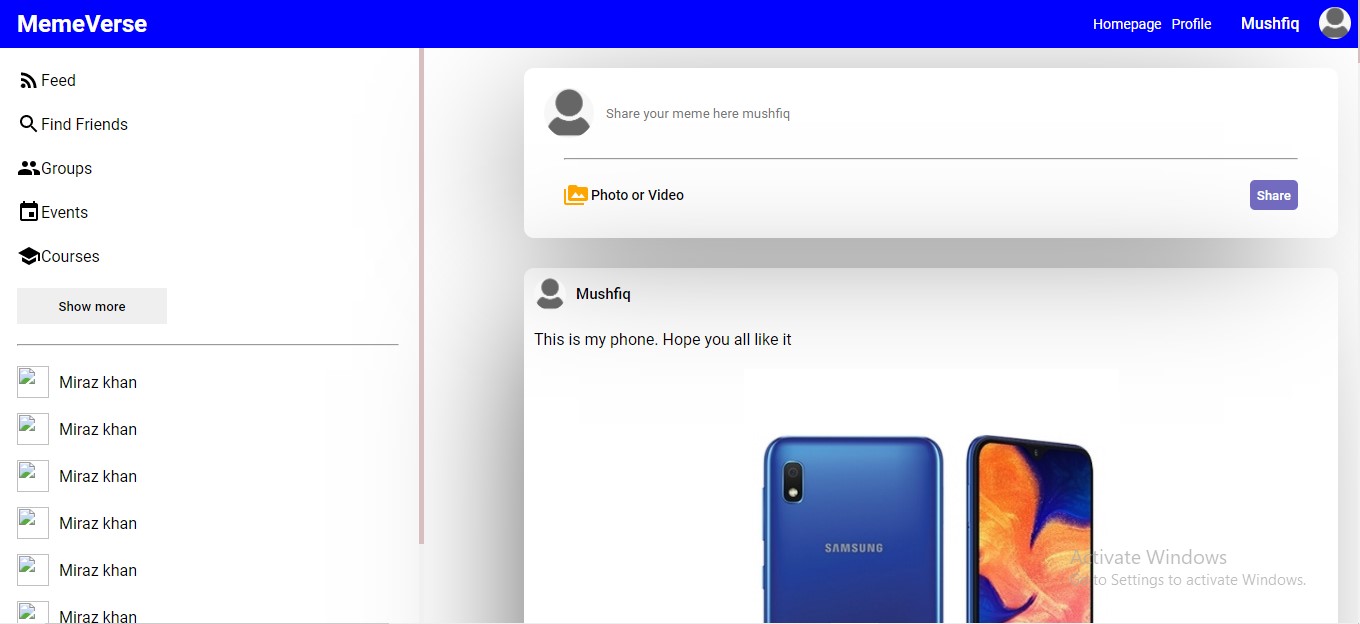 MemeVerse
Homepage Profile Mushfiq
Feed
Find Friends
Groups
Events
Courses
Show more
Miraz khan
Miraz khan
Miraz khan
Miraz khan
Miraz khan
Miraz khan
Share your meme here mushfiq
Photo or Video
Share
Mushfiq
This is my phone. Hope you all like it
SAMSUNG
Activate Windows
to Settings to activate Windows.